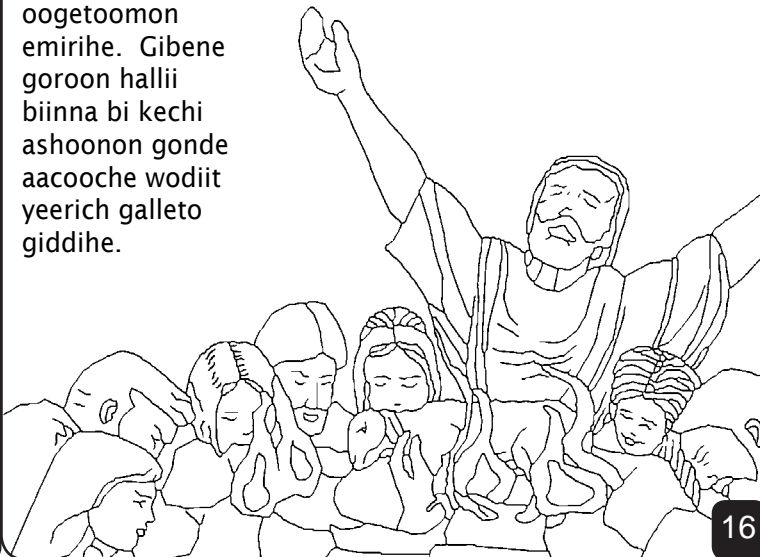 oogetoomon
emirihe. Gibene
goroon hallii
biinna bi kechi
ashoonon gonde
aacooche wodiit
yeerich galleto
giddihe.
16